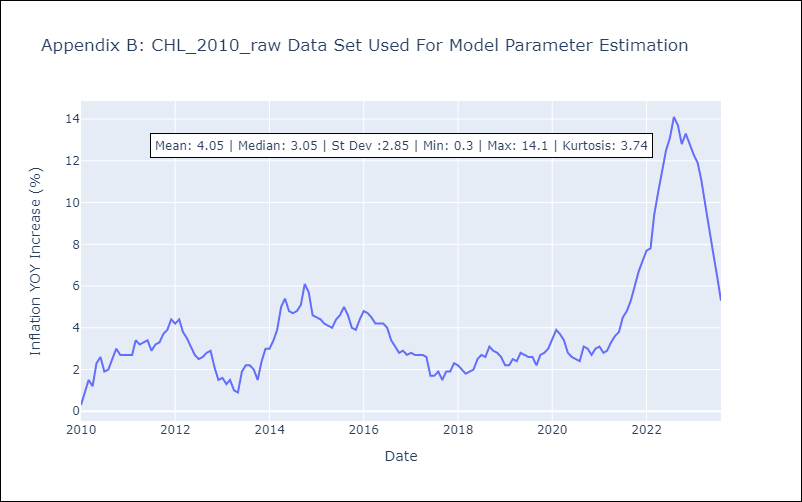 Appendix B: CHL_2010_raw Data Set Used For Model Parameter Estimation
Mean: 4.05 | Median: 3.05 | St Dev :2.85 | Min: 0.3 | Max: 14.1 | Kurtosis: 3.74
Inflation YOY Increase (%)
14
12
10
8
6
4
2
0
2010 2012 2014 2016 2018 2020 2022
Date